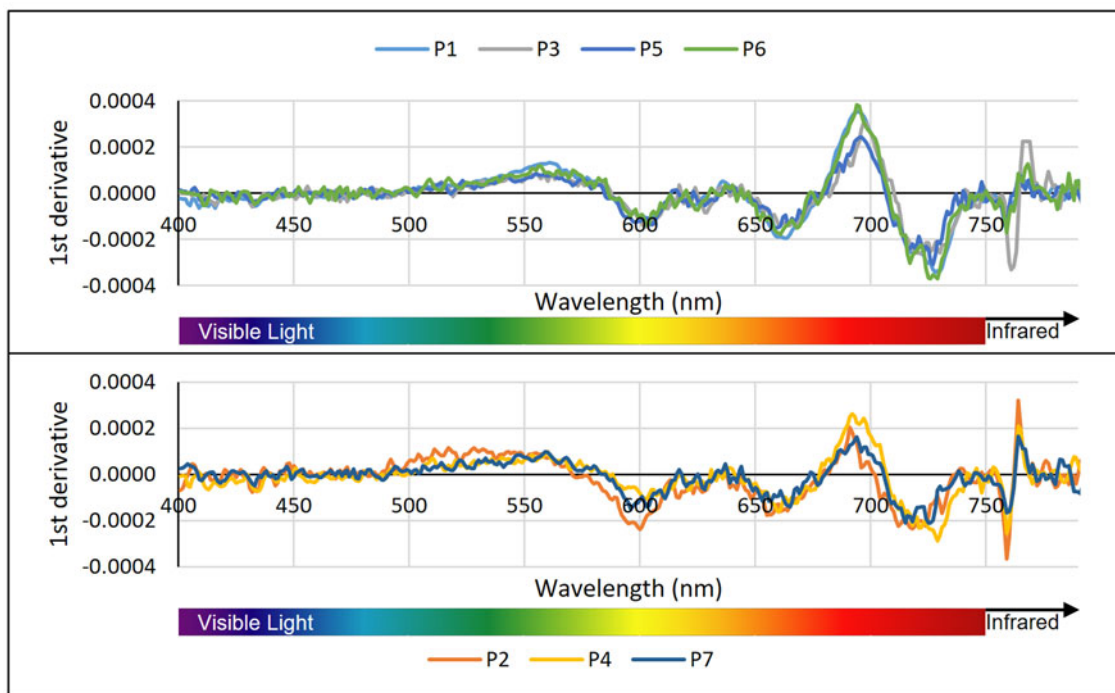 P1 P3 P5 P6
0.0004
0.0002
0.0000
-0.0002
-0.0004
1st derivative
400 450 500 550 600 650 700 750
Wavelength (nm)
Visible Light Infrared
0.0004
0.0002
0.0000
-0.0002
-0.0004
1st derivative
400 450 500 550 600 650 700 750
Wavelength (nm)
Visible Light Infrared
P2 P4 P7